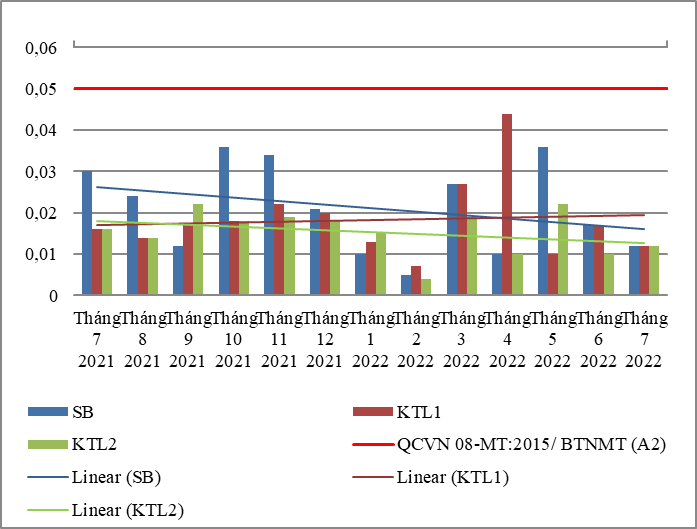 0,06
0,05
0,04
0,03
0,02
0,01
0
Tháng Tháng Tháng Tháng Tháng Tháng Tháng Tháng Tháng Tháng Tháng Tháng Tháng
7 8 9 10 11 12 1 2 3 4 5 6 7
2021 2021 2021 2021 2021 2021 2022 2022 2022 2022 2022 2022 2022
SB KTL1
KTL2 QCVN 08-MT:2015/ BTNMT (A2)
Linear (SB) Linear (KTL1)
Linear (KTL2)